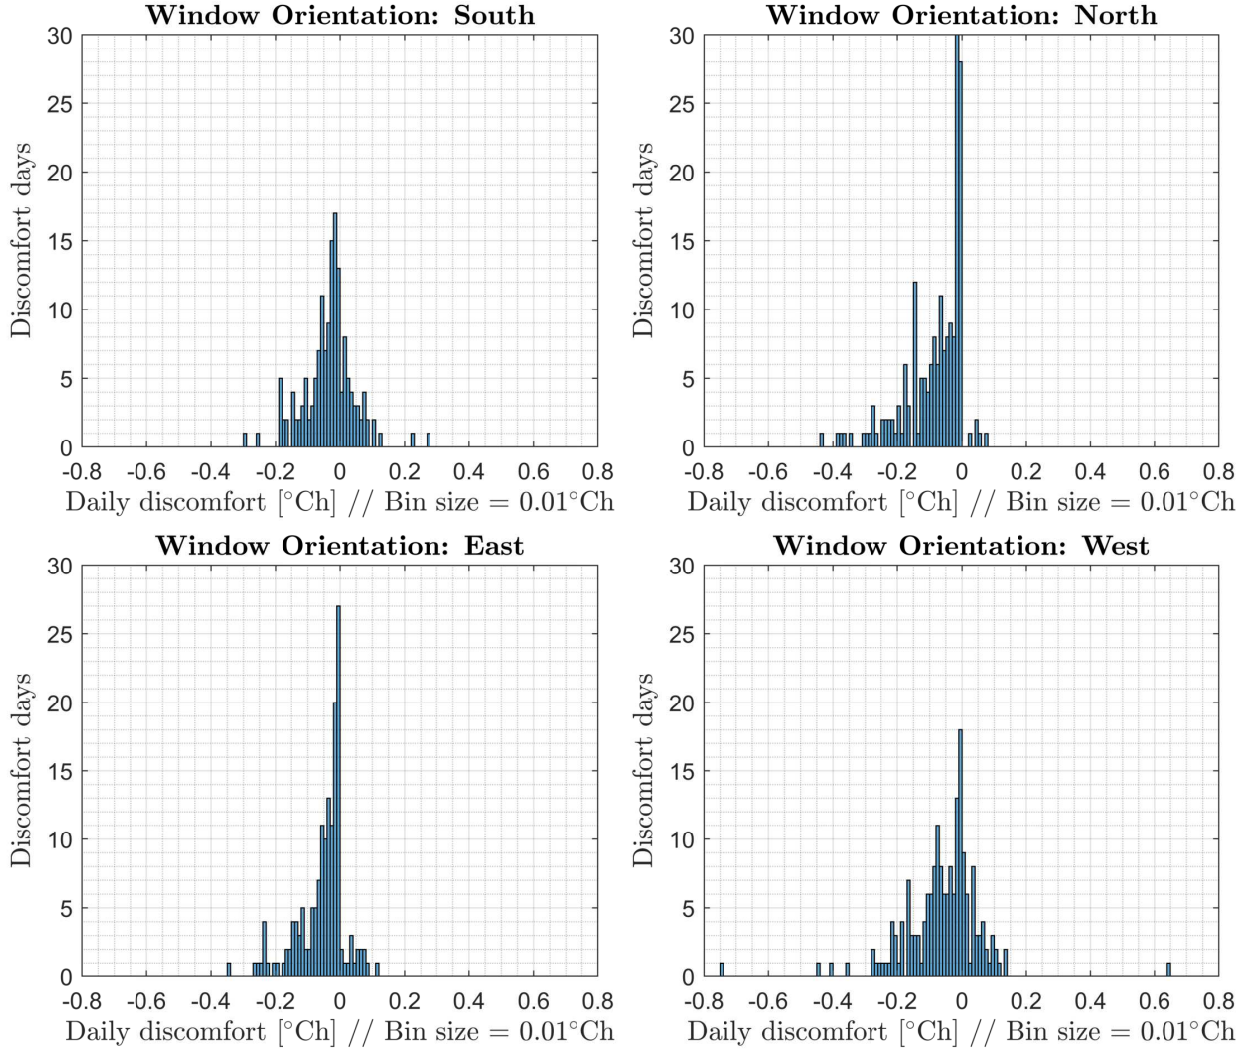 Window Orientation: South
30
25
20
15
10
5
0
-0.8 -0.6 -0.4 -0.2 0 0.2 0.4 0.6 0.8
Discomfort days
Daily discomfort [°Ch] // Bin size = 0.01°Ch
Window Orientation: North
30
25
20
15
10
5
0
-0.8 -0.6 -0.4 -0.2 0 0.2 0.4 0.6 0.8
Discomfort days
Daily discomfort [°Ch] // Bin size = 0.01°Ch
Window Orientation: East
30
25
20
15
10
5
0
-0.8 -0.6 -0.4 -0.2 0 0.2 0.4 0.6 0.8
Discomfort days
Daily discomfort [°Ch] // Bin size = 0.01°Ch
Window Orientation: West
30
25
20
15
10
5
0
-0.8 -0.6 -0.4 -0.2 0 0.2 0.4 0.6 0.8
Discomfort days
Daily discomfort [°Ch] // Bin size = 0.01°Ch